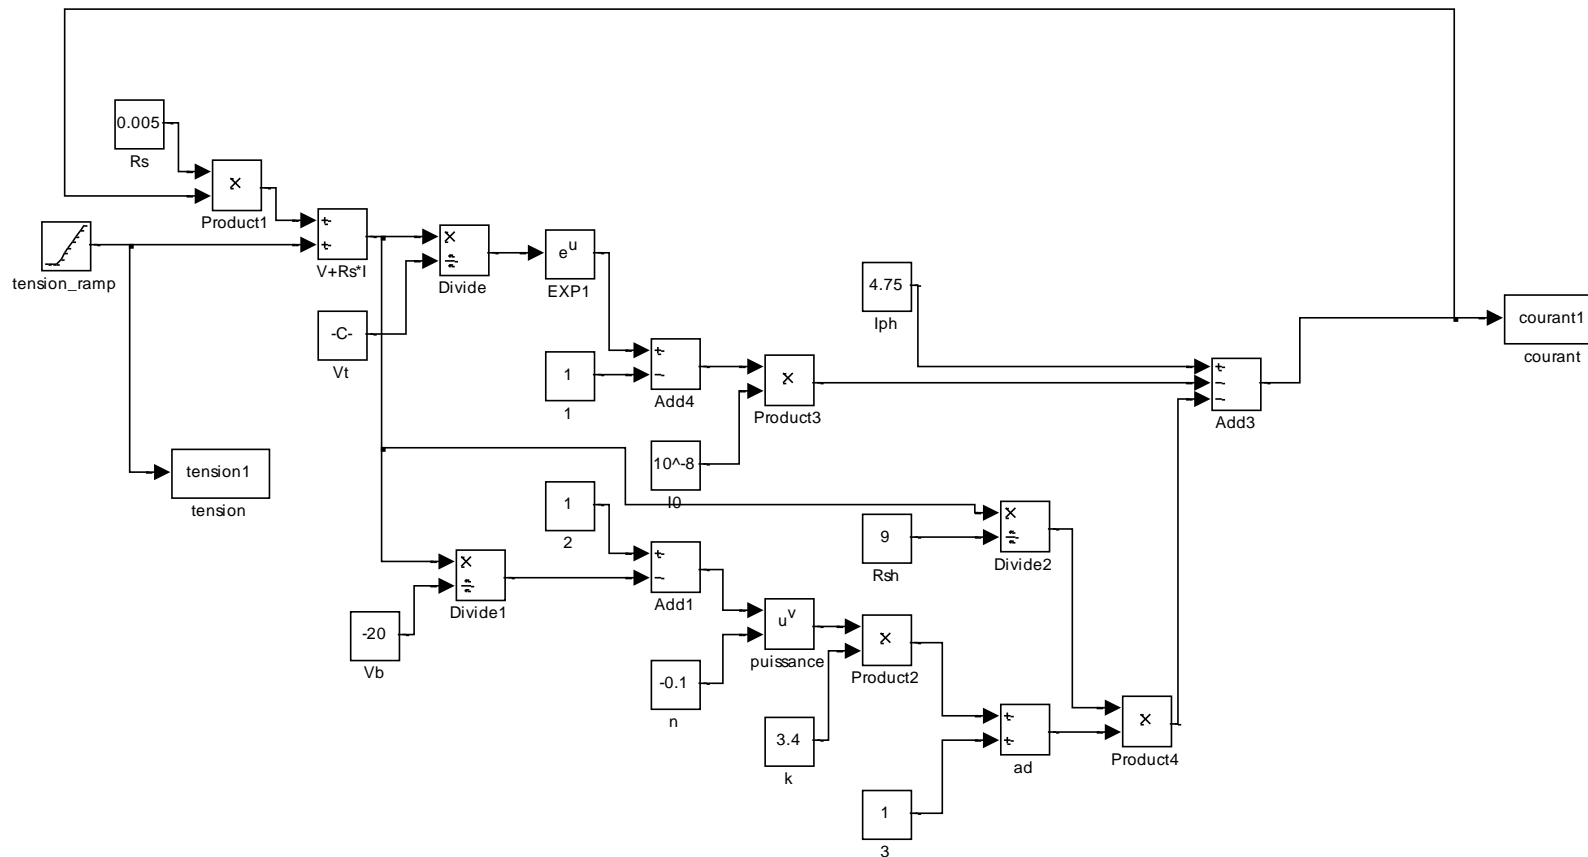 0.005
Rs
Product1
tension_ramp
V+Rs*I
Divide
e^u
EXP1
-C-
Vt
4.75
Iph
courant1
courant
1
1
Add4
Product3
Add3
tension1
tension
10^-8
I0
1
2
9
Rsh
Divide2
Divide1
Add1
-20
Vb
u^v
puissance
Product2
-0.1
n
3.4
k
ad
Product4
1
3